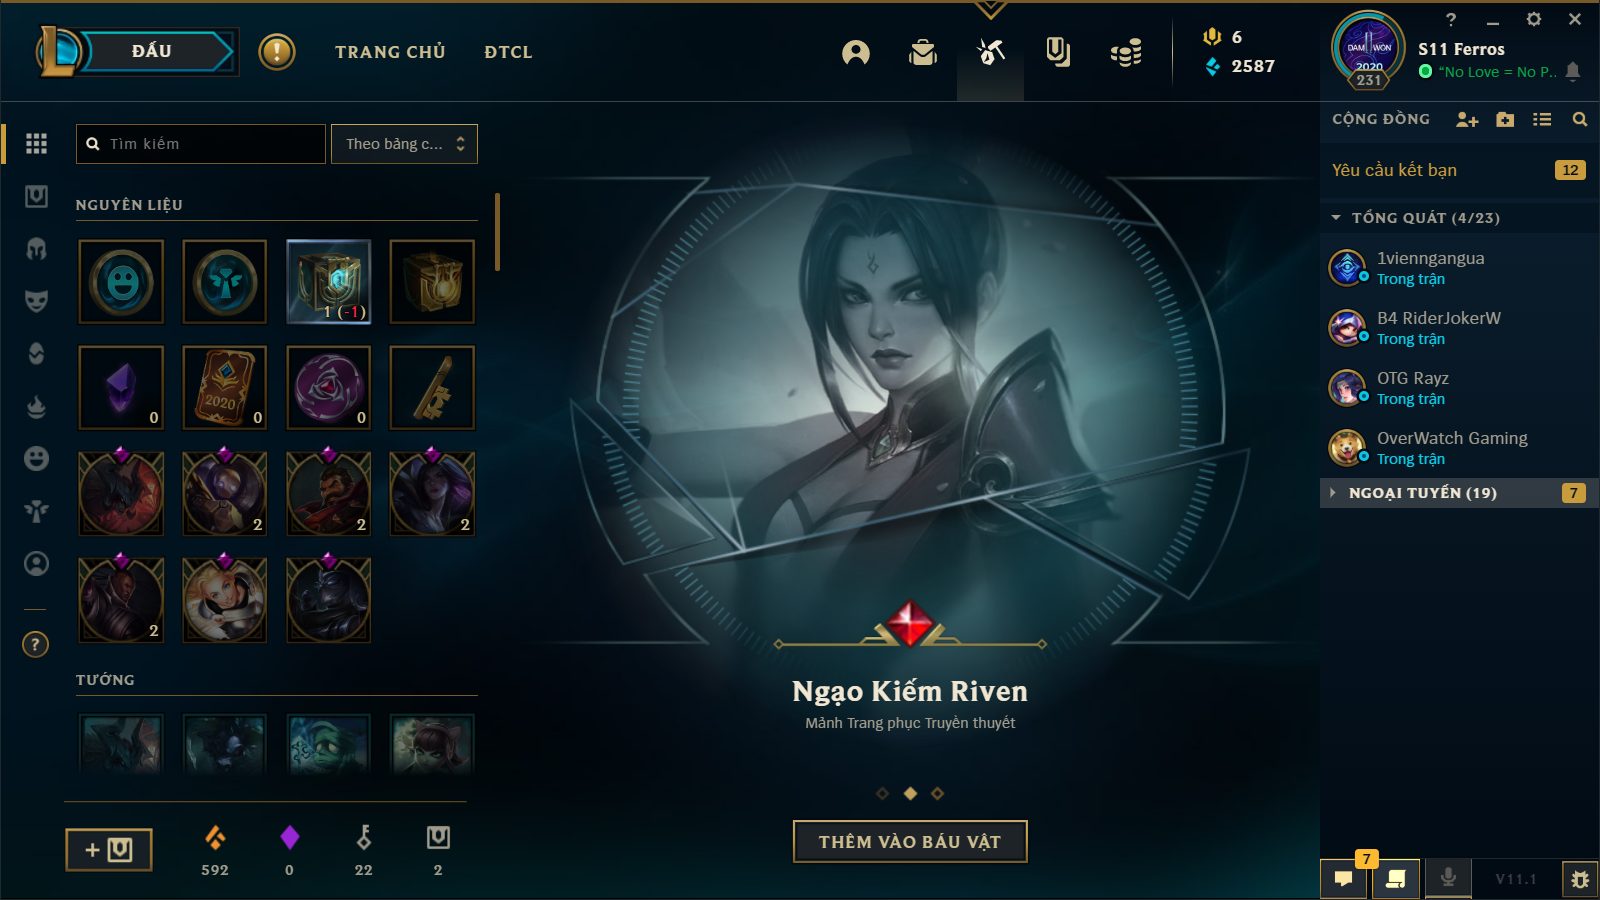 ĐẤU
TRANG CHỦ
ĐTCL
6
2587
DAMWON
2020
231
S11 Ferros
“No Love = No P..
Tìm kiếm
Theo bảng c...
CỘNG ĐỒNG
Yêu cầu kết bạn
12
TỔNG QUÁT (4/23)
1vienngangua
Trong trận
B4 RiderJokerW
Trong trận
OTG Rayz
Trong trận
OverWatch Gaming
Trong trận
NGOẠI TUYẾN (19)
7
NGUYÊN LIỆU
1 (-1)
0
2020
0
0
2
2
2
2
TƯỚNG
Ngạo Kiếm Riven
Mảnh Trang phục Truyền thuyết
THÊM VÀO BÁU VẬT
592
0
22
2
7
V11.1